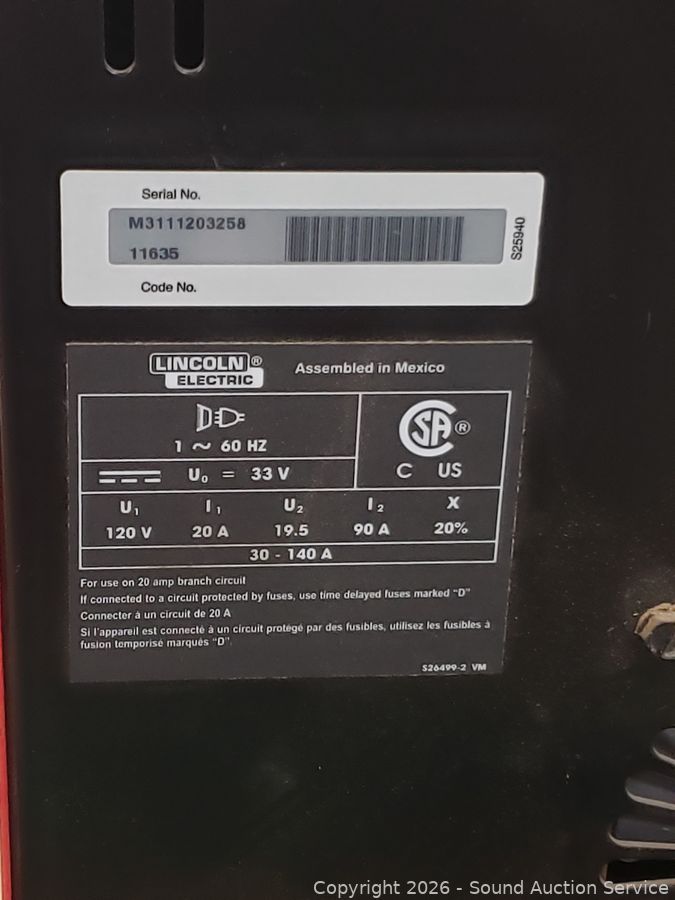 Serial No.
M3111203258
11635
S25940
Code No.
LINCOLN ® ELECTRIC
Assembled in Mexico
1 ~ 60 HZ
SA ®
C US
U0 = 33 V
U1 I1 U2 I2 X
120 V 20 A 19.5 90 A 20%
30 - 140 A
For use on 20 amp branch circuit
If connected to a circuit protected by fuses, use time delayed fuses marked "D"
Connecter à un circuit de 20 A
Si l'appareil est connecté à un circuit protégé par des fusibles, utilisez les fusibles à
fusion temporisé marqués "D".
S26499-2 VM
Copyright 2026 - Sound Auction Service